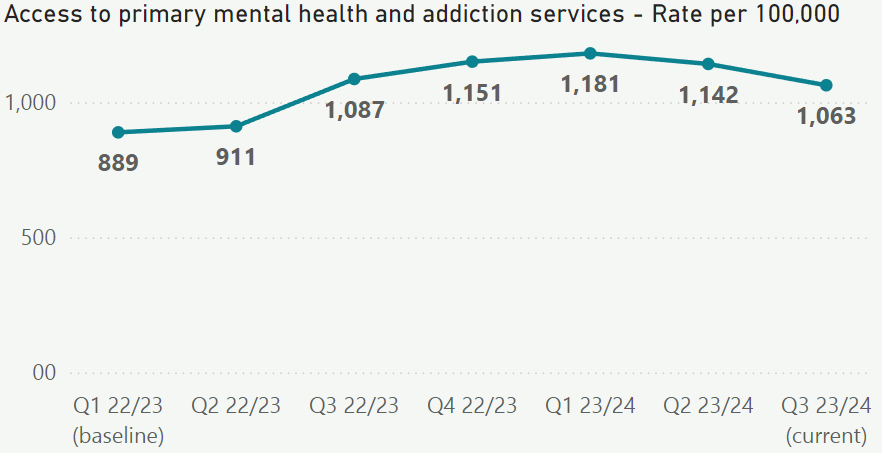 Access to primary mental health and addiction services - Rate per 100,000
1,000
500
00
889
911
1,087
1,151
1,181
1,142
1,063
Q1 22/23
(baseline)
Q2 22/23
Q3 22/23
Q4 22/23
Q1 23/24
Q2 23/24
Q3 23/24
(current)